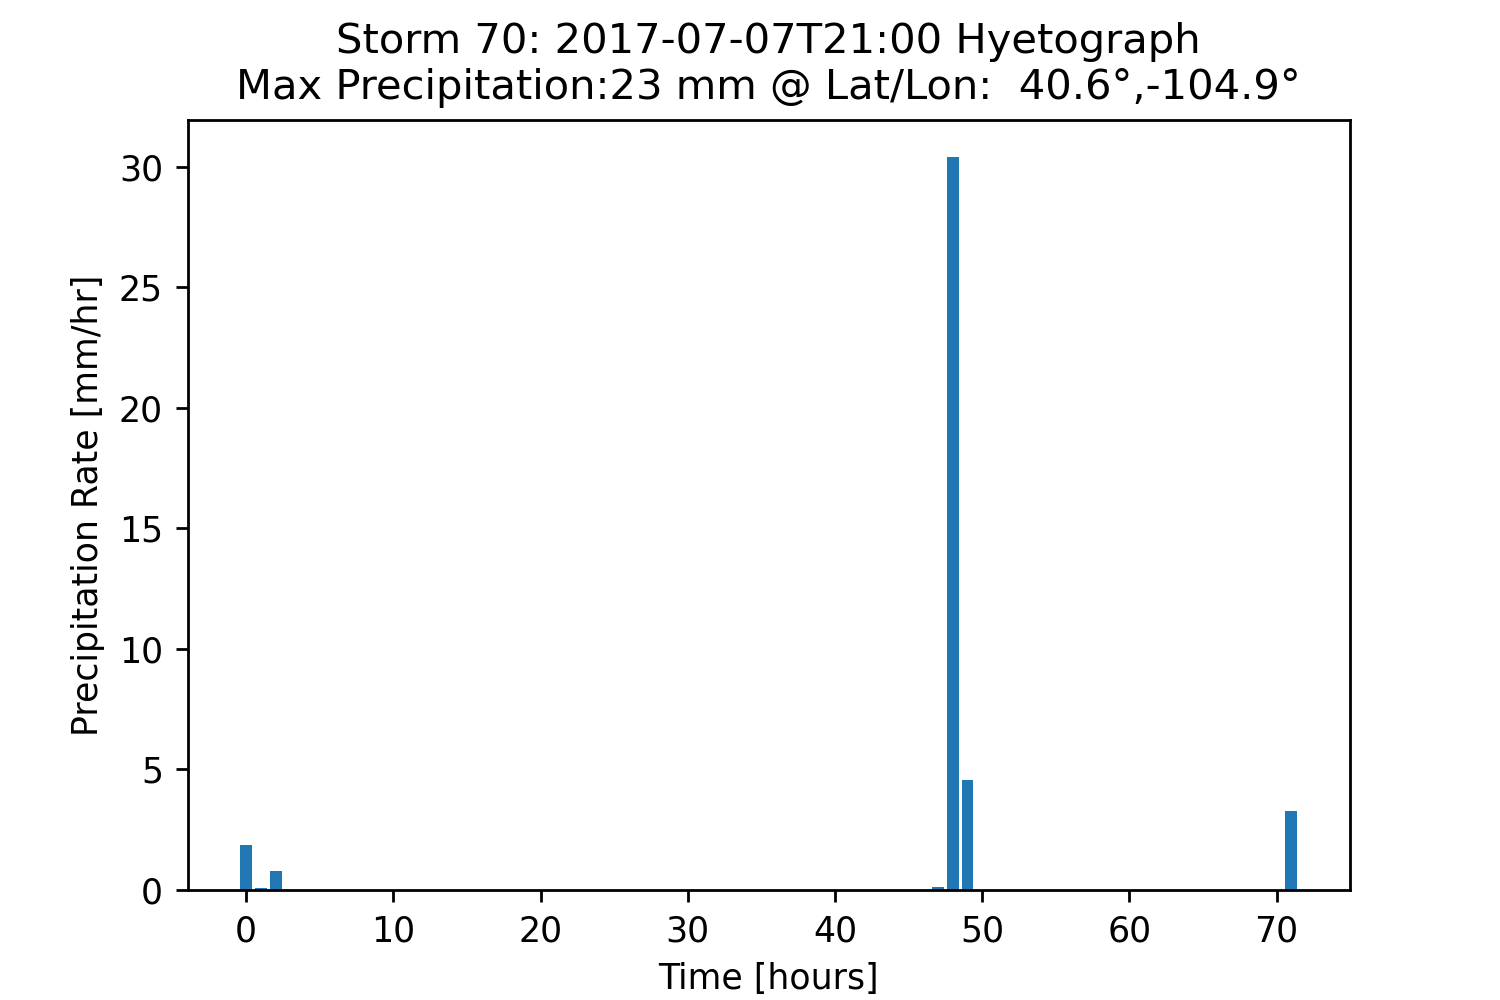 Storm 70: 2017-07-07T21:00 Hyetograph
Max Precipitation:23 mm @ Lat/Lon:  40.6°,-104.9°
Precipitation Rate [mm/hr]
30
25
20
15
10
5
0
0 10 20 30 40 50 60 70
Time [hours]